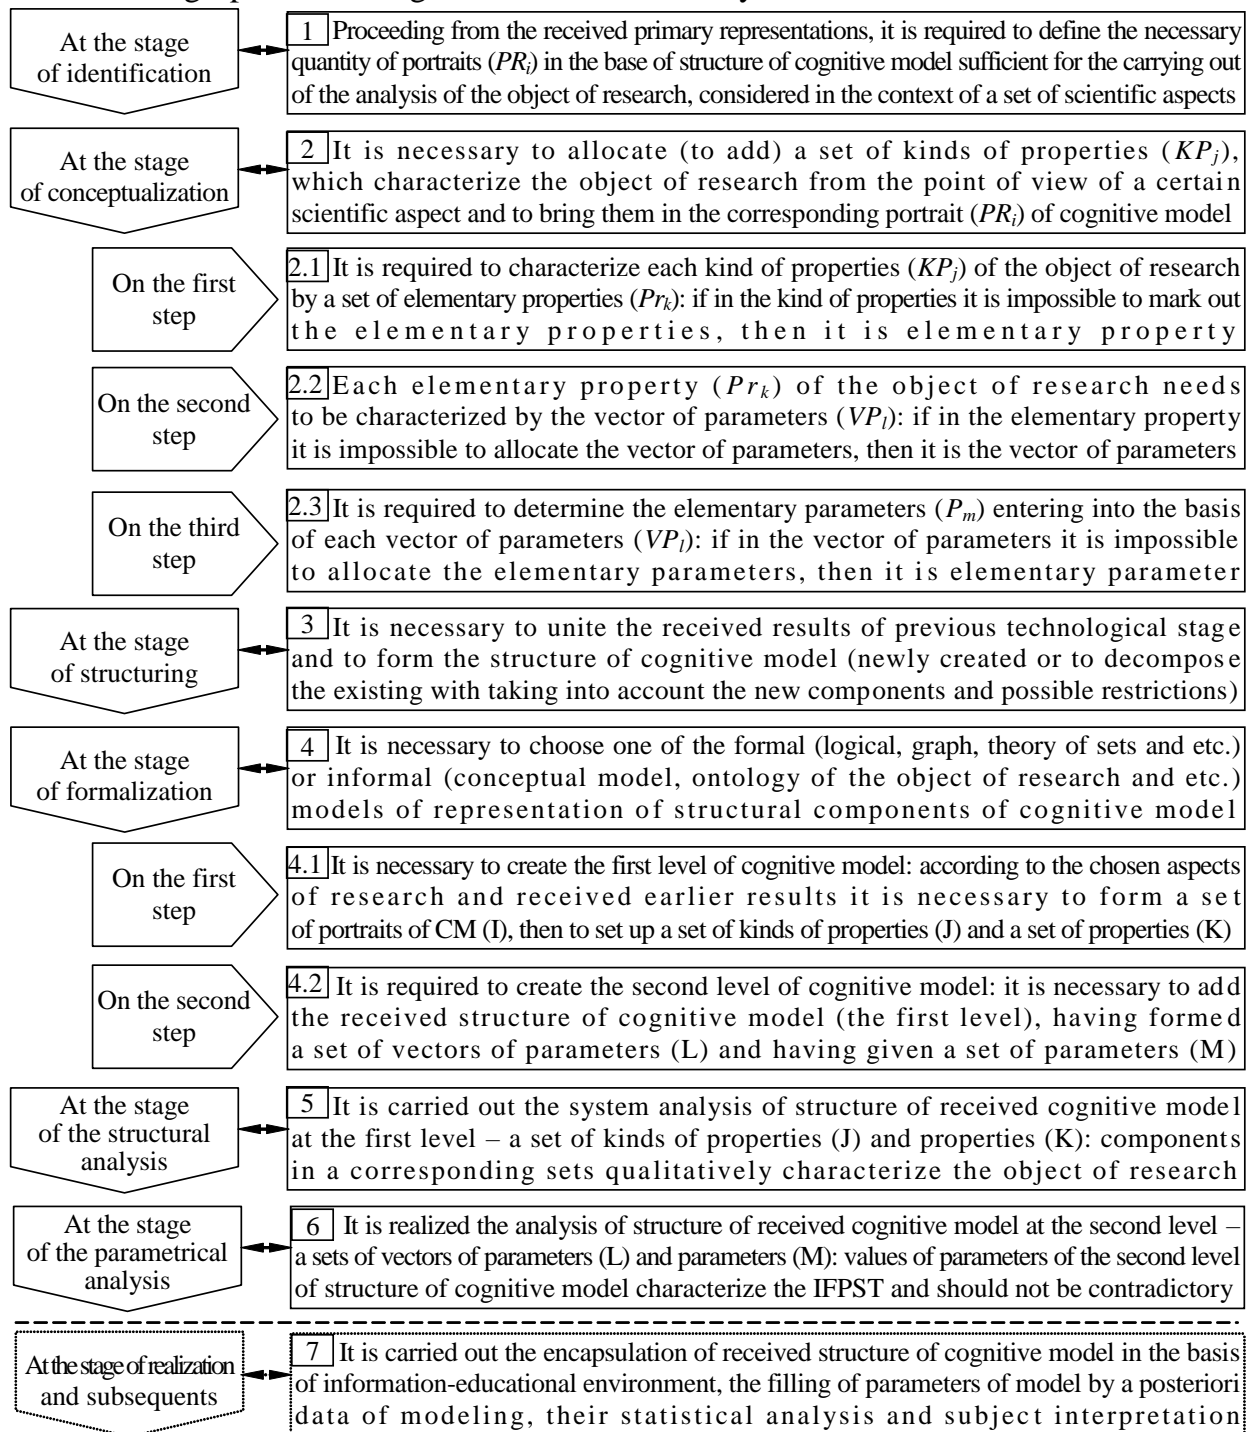 At the stage
of identification
1 Proceeding from the received primary representations, it is required to define the necessary
quantity of portraits (PRi) in the base of structure of cognitive model sufficient for the carrying out
of the analysis of the object of research, considered in the context of a set of scientific aspects
At the stage
of conceptualization
2 It is necessary to allocate (to add) a set of kinds of properties (KPj),
which characterize the object of research from the point of view of a certain
scientific aspect and to bring them in the corresponding portrait (PRi) of cognitive model
On the first
step
2.1 It is required to characterize each kind of properties (KPj) of the object of research
by a set of elementary properties (Prk): if in the kind of properties it is impossible to mark out
the elementary properties, then it is elementary property
On the second
step
2.2 Each elementary property (Prk) of the object of research needs
to be characterized by the vector of parameters (VPl): if in the elementary property
it is impossible to allocate the vector of parameters, then it is the vector of parameters
On the third
step
2.3 It is required to determine the elementary parameters (Pm) entering into the basis
of each vector of parameters (VPl): if in the vector of parameters it is impossible
to allocate the elementary parameters, then it is elementary parameter
At the stage
of structuring
3 It is necessary to unite the received results of previous technological stage
and to form the structure of cognitive model (newly created or to decompose
the existing with taking into account the new components and possible restrictions)
At the stage
of formalization
4 It is necessary to choose one of the formal (logical, graph, theory of sets and etc.)
or informal (conceptual model, ontology of the object of research and etc.)
models of representation of structural components of cognitive model
On the first
step
4.1 It is necessary to create the first level of cognitive model: according to the chosen aspects
of research and received earlier results it is necessary to form a set
of portraits of CM (I), then to set up a set of kinds of properties (J) and a set of properties (K)
On the second
step
4.2 It is required to create the second level of cognitive model: it is necessary to add
the received structure of cognitive model (the first level), having formed
a set of vectors of parameters (L) and having given a set of parameters (M)
At the stage
of the structural
analysis
5 It is carried out the system analysis of structure of received cognitive model
at the first level – a set of kinds of properties (J) and properties (K): components
in a corresponding sets qualitatively characterize the object of research
At the stage
of the parametrical
analysis
6 It is realized the analysis of structure of received cognitive model at the second level –
a sets of vectors of parameters (L) and parameters (M): values of parameters of the second level
of structure of cognitive model characterize the IFPST and should not be contradictory
At the stage of realization
and subsequents
7 It is carried out the encapsulation of received structure of cognitive model in the basis
of information-educational environment, the filling of parameters of model by a posteriori
data of modeling, their statistical analysis and subject interpretation